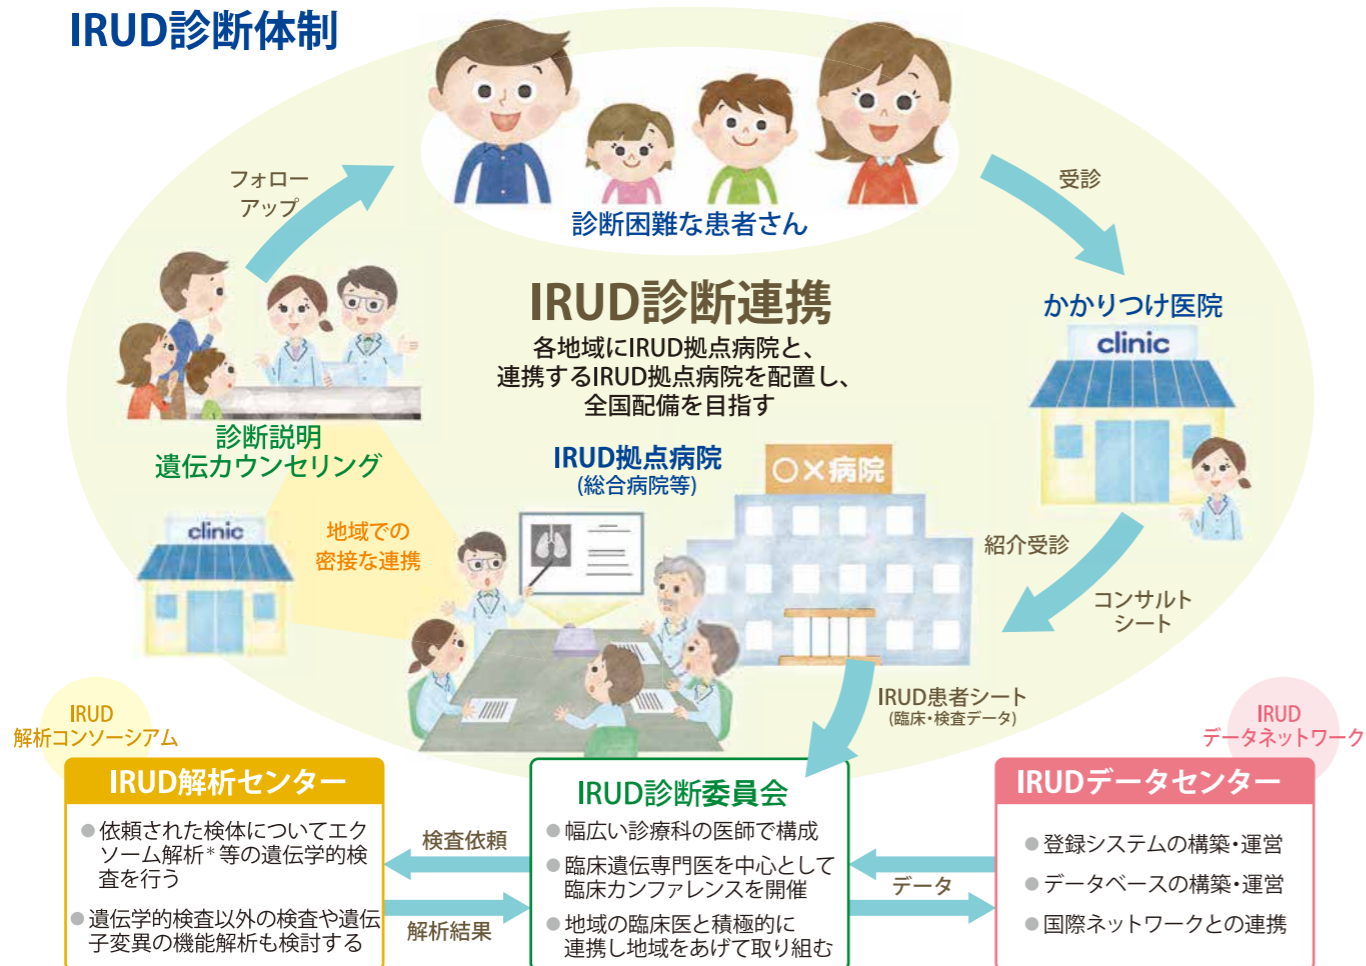 IRUD診断体制
フォロー
アップ
受診
診断困難な患者さん
IRUD診断連携
各地域にIRUD拠点病院と、
連携するIRUD拠点病院を配置し、
全国配備を目指す
かかりつけ医院
clinic
診断説明
遺伝カウンセリング
IRUD拠点病院
(総合病院等)
〇×病院
clinic
地域での
密接な連携
紹介受診
コンサルト
シート
IRUD患者シート
(臨床・検査データ)
IRUD
解析コンソーシアム
IRUD
データネットワーク
IRUD解析センター
●依頼された検体についてエク
ソーム解析*等の遺伝学的検
査を行う
●遺伝学的検査以外の検査や遺伝
子変異の機能解析も検討する
検査依頼
解析結果
IRUD診断委員会
●幅広い診療科の医師で構成
●臨床遺伝専門医を中心として
臨床カンファレンスを開催
●地域の臨床医と積極的に
連携し地域をあげて取り組む
データ
IRUDデータセンター
●登録システムの構築・運営
●データベースの構築・運営
●国際ネットワークとの連携